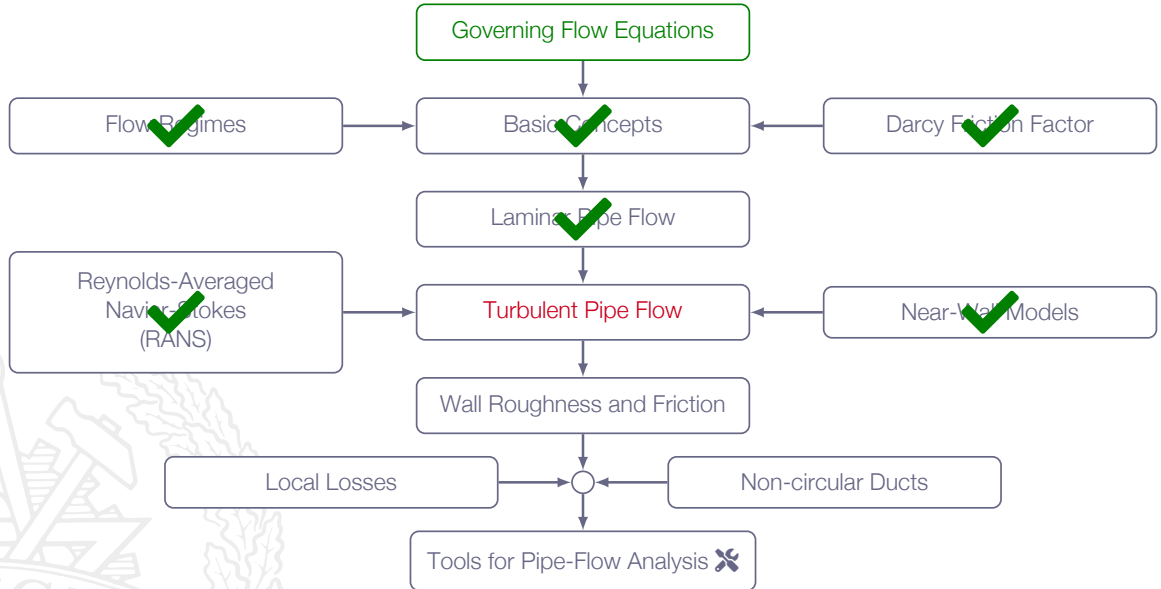 Governing Flow Equations
Flow Regimes
Basic Concepts
Darcy Friction Factor
Laminar Pipe Flow
Reynolds-Averaged
Navier-Stokes
(RANS)
Turbulent Pipe Flow
Near-Wall Models
Wall Roughness and Friction
Local Losses
Non-circular Ducts
Tools for Pipe-Flow Analysis